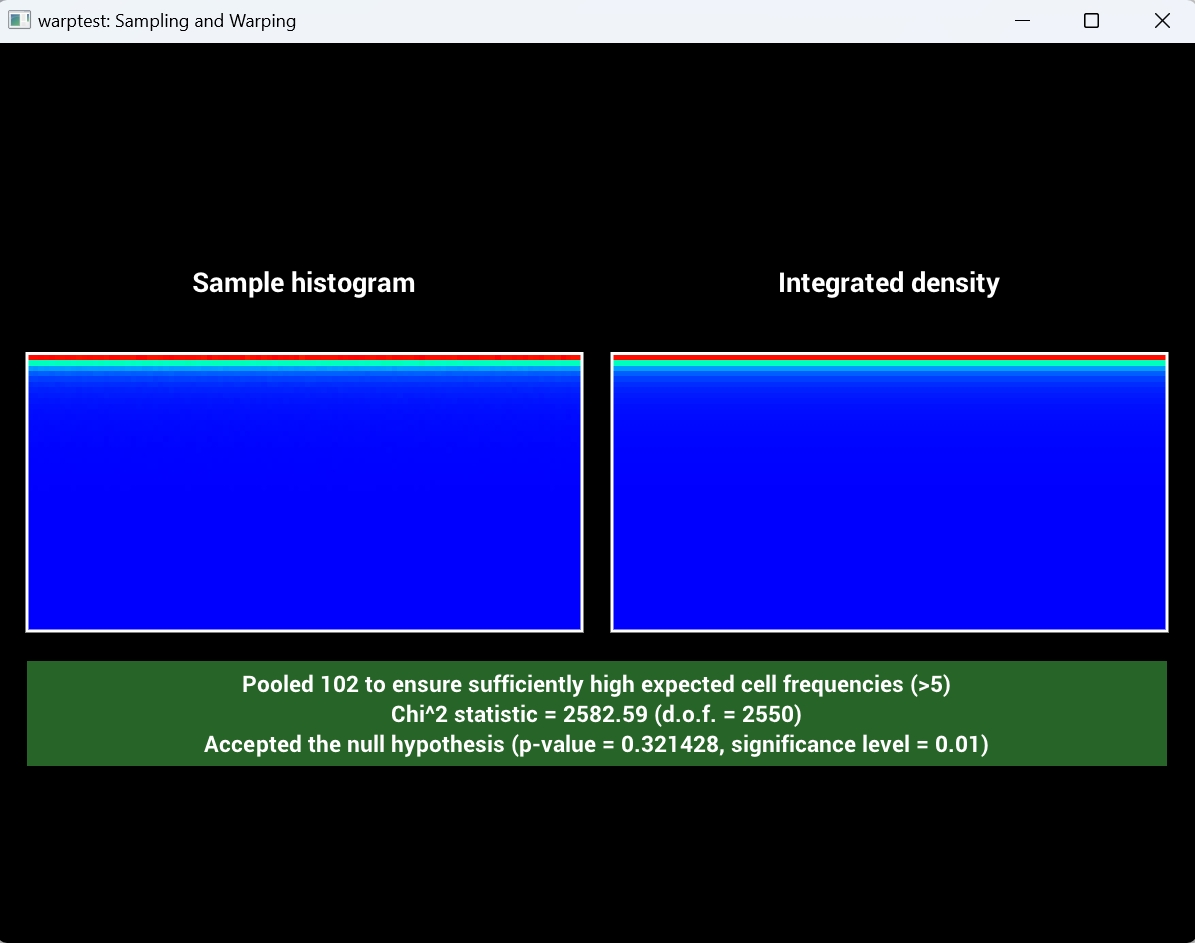 warptest: Sampling and Warping
Sample histogram
Integrated density
Pooled 102 to ensure sufficiently high expected cell frequencies (>5)
Chi^2 statistic = 2582.59 (d.o.f. = 2550)
Accepted the null hypothesis (p-value = 0.321428, significance level = 0.01)